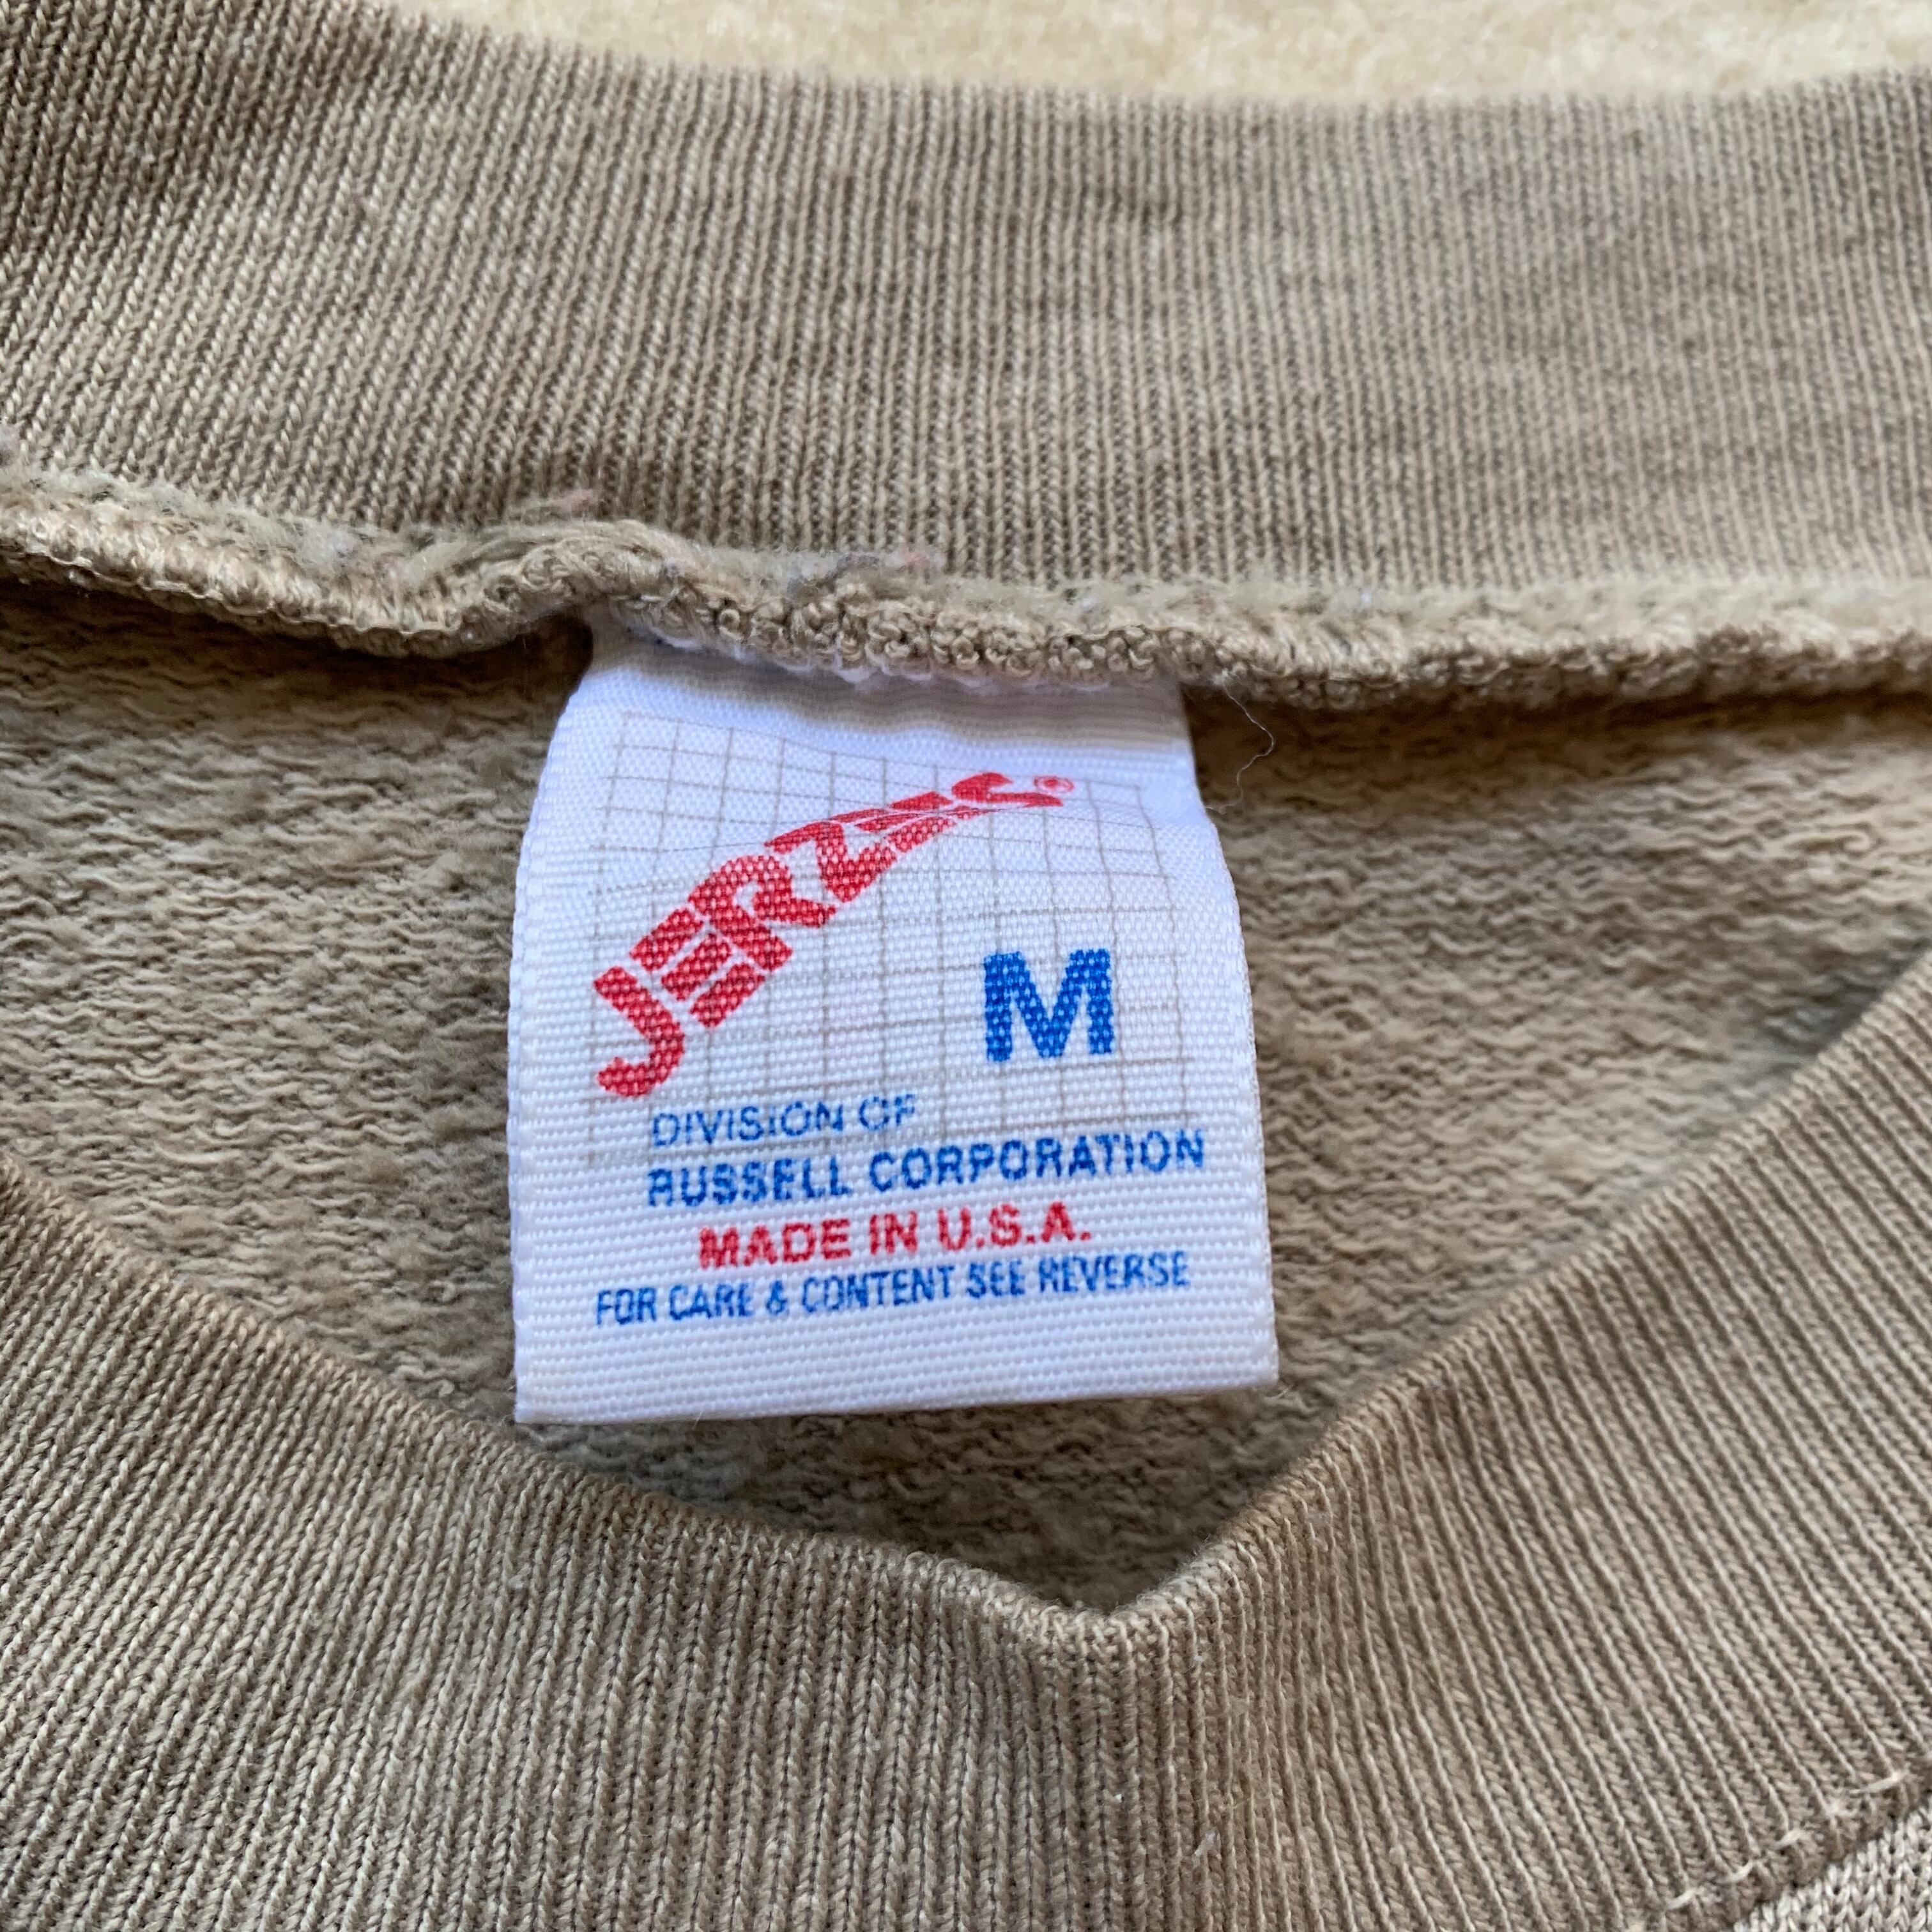 JERZEES®
M
DIVISION OF
RUSSELL CORPORATION
MADE IN U.S.A.
FOR CARE & CONTENT SEE REVERSE